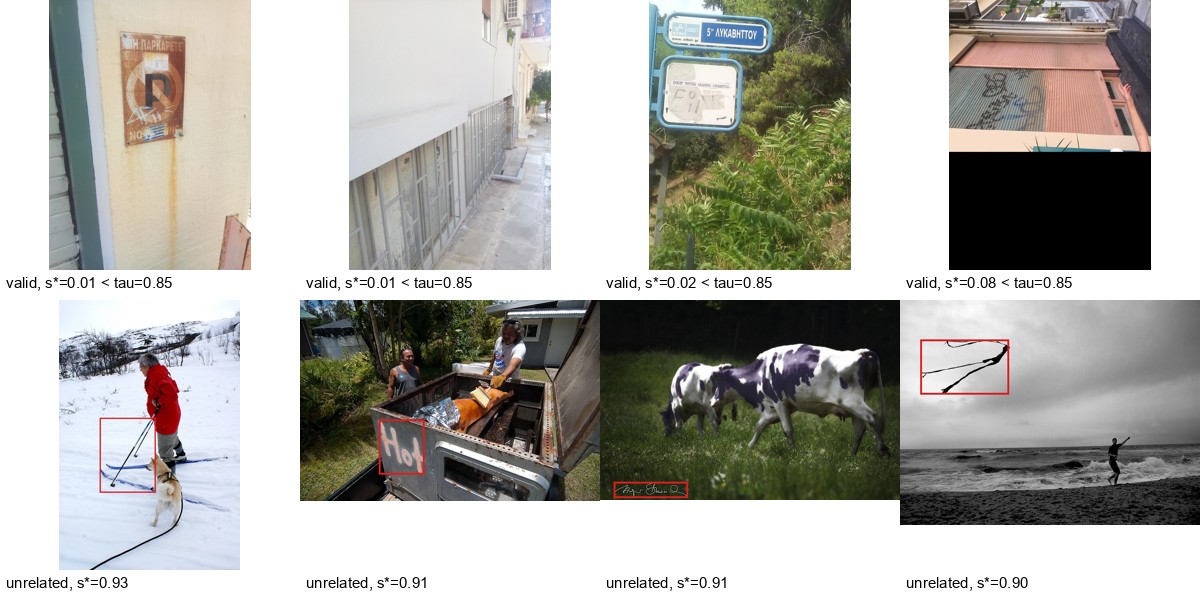 ΜΗ ΠΑΡΚΑΡΕΤΕ
P
NO
5η ΛΥΚΑΒΗΤΤΟΥ
valid, s*=0.01 < tau=0.85
valid, s*=0.01 < tau=0.85
valid, s*=0.02 < tau=0.85
valid, s*=0.08 < tau=0.85
Hot
unrelated, s*=0.93
unrelated, s*=0.91
unrelated, s*=0.91
unrelated, s*=0.90